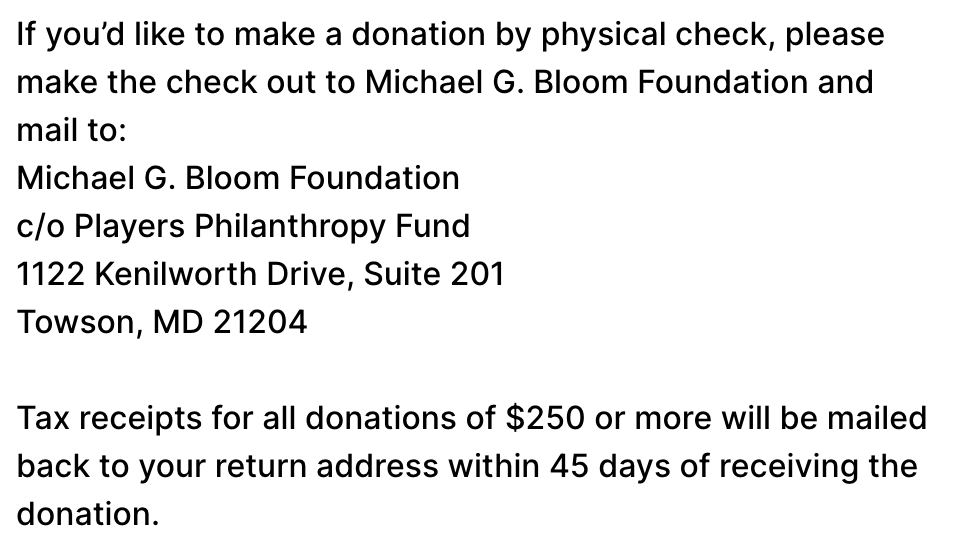 If you’d like to make a donation by physical check, please
make the check out to Michael G. Bloom Foundation and
mail to:
Michael G. Bloom Foundation
c/o Players Philanthropy Fund
1122 Kenilworth Drive, Suite 201
Towson, MD 21204
Tax receipts for all donations of $250 or more will be mailed
back to your return address within 45 days of receiving the
donation.